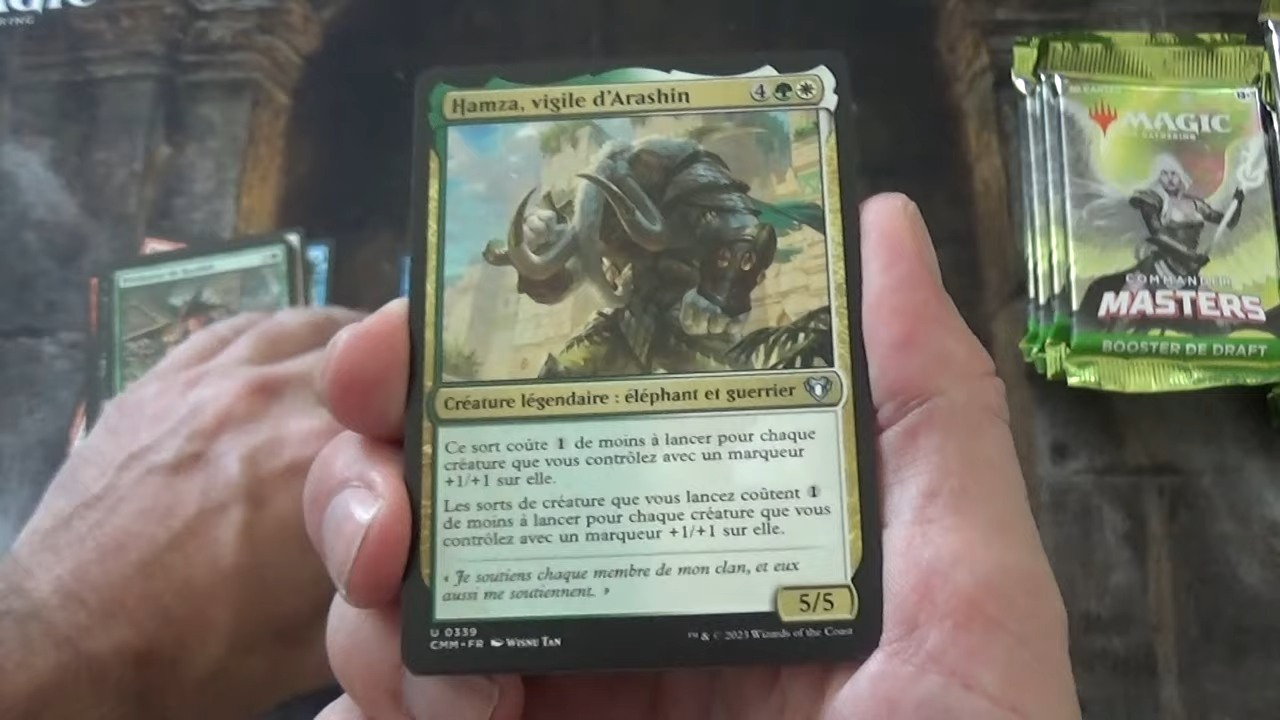 Hamza, vigile d'Arashin
4
Créature légendaire : éléphant et guerrier
Ce sort coûte 1 de moins à lancer pour chaque
créature que vous contrôlez avec un marqueur
+1/+1 sur elle.
Les sorts de créature que vous lancez coûtent 1
de moins à lancer pour chaque créature que vous
contrôlez avec un marqueur +1/+1 sur elle.
« Je soutiens chaque membre de mon clan, et eux
aussi me soutiennent. »
5/5
U 0339
CMM • FR WISNU TAN
™ & © 2023 Wizards of the Coast
MAGIC
COMMANDER
MASTERS
BOOSTER DE DRAFT